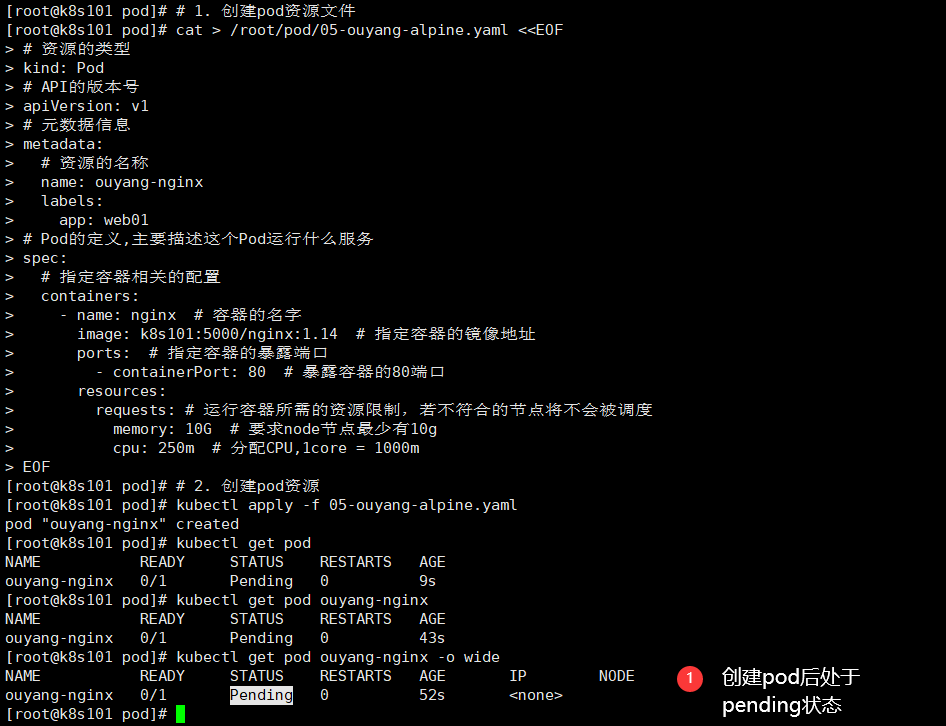 [root@k8s101 pod]# # 1. 创建pod资源文件
[root@k8s101 pod]# cat > /root/pod/05-ouyang-alpine.yaml <<EOF
> # 资源的类型
> kind: Pod
> # API的版本号
> apiVersion: v1
> # 元数据信息
> metadata:
>   # 资源的名称
>   name: ouyang-nginx
>   labels:
>     app: web01
> # Pod的定义,主要描述这个Pod运行什么服务
> spec:
>   # 指定容器相关的配置
>   containers:
>     - name: nginx  # 容器的名字
>       image: k8s101:5000/nginx:1.14  # 指定容器的镜像地址
>       ports:  # 指定容器的暴露端口
>         - containerPort: 80  # 暴露容器的80端口
>       resources:
>         requests: # 运行容器所需的资源限制，若不符合的节点将不会被调度
>           memory: 10G  # 要求node节点最少有10g
>           cpu: 250m  # 分配CPU,1core = 1000m
> EOF
[root@k8s101 pod]# # 2. 创建pod资源
[root@k8s101 pod]# kubectl apply -f 05-ouyang-alpine.yaml
pod "ouyang-nginx" created
[root@k8s101 pod]# kubectl get pod
NAME           READY     STATUS    RESTARTS   AGE
ouyang-nginx   0/1       Pending   0          9s
[root@k8s101 pod]# kubectl get pod ouyang-nginx
NAME           READY     STATUS    RESTARTS   AGE
ouyang-nginx   0/1       Pending   0          43s
[root@k8s101 pod]# kubectl get pod ouyang-nginx -o wide
NAME           READY     STATUS    RESTARTS   AGE       IP        NODE
ouyang-nginx   0/1       Pending   0          52s       <none>
[root@k8s101 pod]#
1 创建pod后处于
pending状态